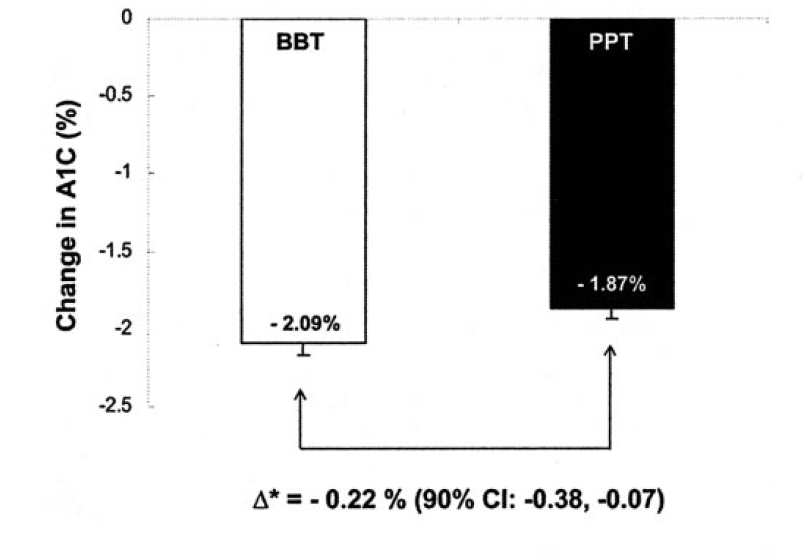 0
BBT
PPT
-0.5
-1
-1.5
-2
-2.5
Change in A1C (%)
- 2.09%
- 1.87%
Δ* = - 0.22 % (90% CI: -0.38, -0.07)